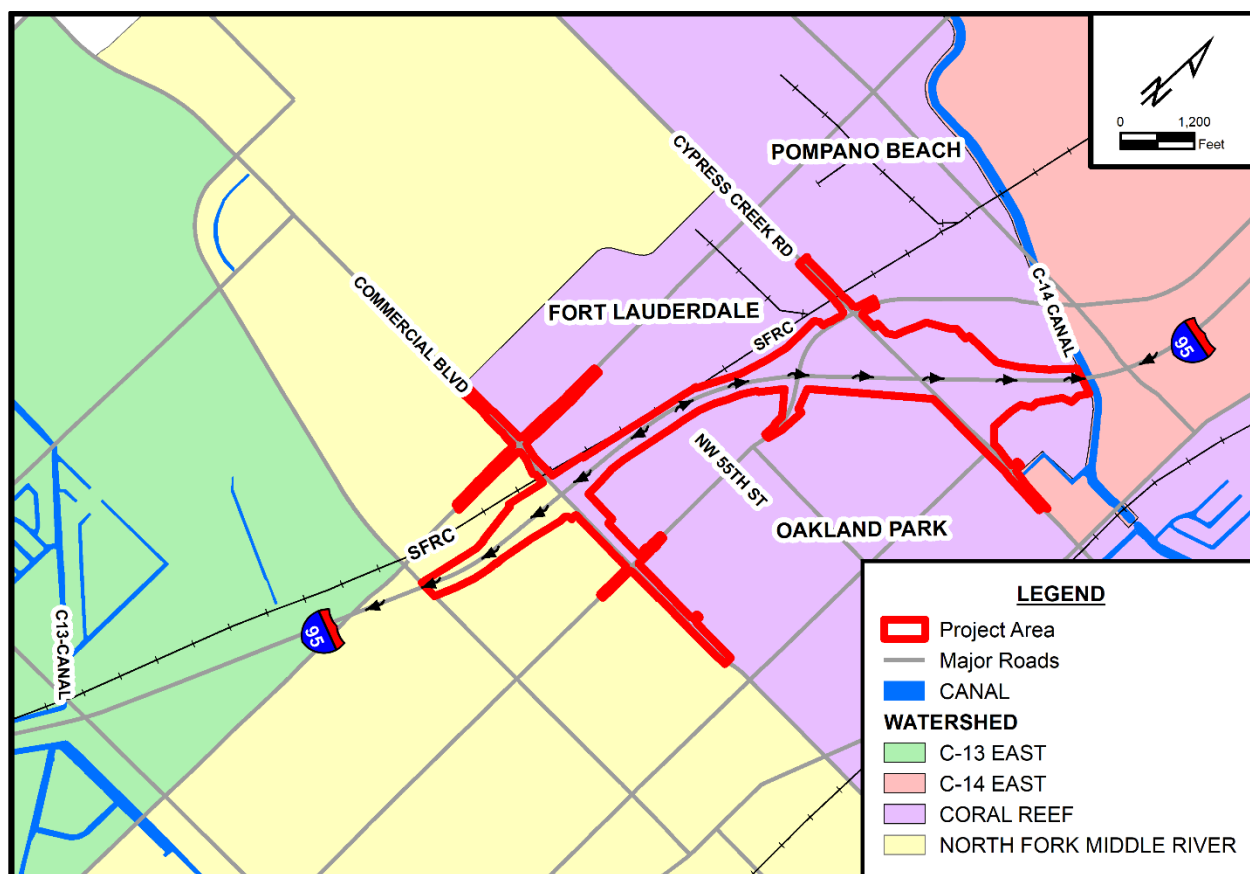 N
0
1,200
Feet
POMPANO BEACH
CYPRESS CREEK RD
C-14 CANAL
FORT LAUDERDALE
SFRC
COMMERCIAL BLVD
95
NW 55TH ST
OAKLAND PARK
SFRC
95
C13-CANAL
LEGEND
Project Area
Major Roads
CANAL
WATERSHED
C-13 EAST
C-14 EAST
CORAL REEF
NORTH FORK MIDDLE RIVER